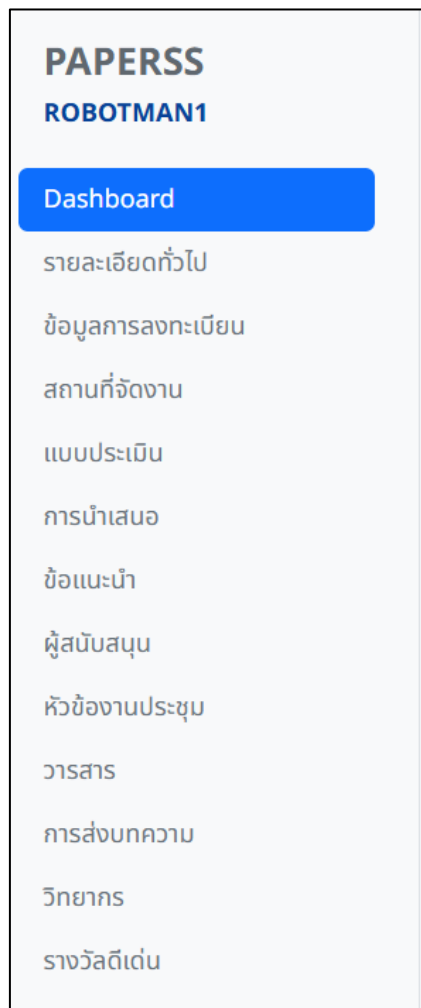 PAPERSS
ROBOTMAN1
Dashboard
รายละเอียดทั่วไป
ข้อมูลการลงทะเบียน
สถานที่จัดงาน
แบบประเมิน
การนำเสนอ
ข้อแนะนำ
ผู้สนับสนุน
หัวข้องานประชุม
วารสาร
การส่งบทความ
วิทยากร
รางวัลดีเด่น